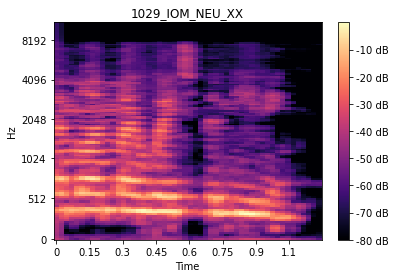 1029_IOM_NEU_XX
8192
4096
2048
1024
512
0
Hz
0 0.15 0.3 0.45 0.6 0.75 0.9 1.1
Time
-10 dB
-20 dB
-30 dB
-40 dB
-50 dB
-60 dB
-70 dB
-80 dB